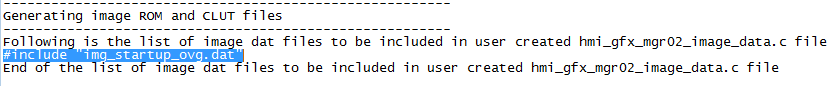 --------------------------------------------------------
Generating image ROM and CLUT files
--------------------------------------------------------
Following is the list of image dat files to be included in user created hmi_gfx_mgr02_image_data.c file
#include "img_startup_ovg.dat"
End of the list of image dat files to be included in user created hmi_gfx_mgr02_image_data.c file